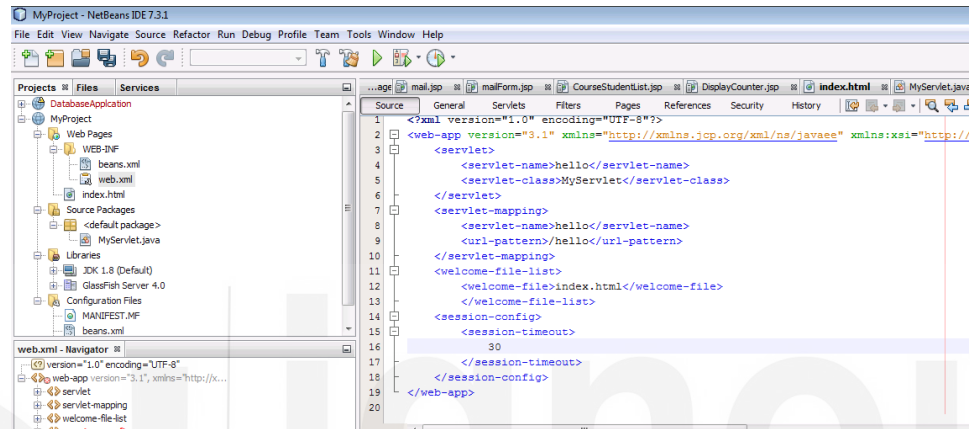 MyProject - NetBeans IDE 7.3.1
File Edit View Navigate Source Refactor Run Debug Profile Team Tools Window Help
Projects Files Services
DatabaseApplcation
MyProject
Web Pages
WEB-INF
beans.xml
web.xml
index.html
Source Packages
<default package>
MyServlet.java
Libraries
JDK 1.8 (Default)
GlassFish Server 4.0
Configuration Files
MANIFEST.MF
beans.xml
web.xml - Navigator
version="1.0" encoding="UTF-8"
web-app version="3.1", xmlns="http://x...
servlet
servlet-mapping
welcome-file-list
...age mail.jsp mailForm.jsp CourseStudentList.jsp DisplayCounter.jsp index.html MyServlet.java
Source General Servlets Filters Pages References Security History
1 <?xml version="1.0" encoding="UTF-8"?>
2 <web-app version="3.1" xmlns="http://xmlns.jcp.org/xml/ns/javaee" xmlns:xsi="http://
3 <servlet>
4 <servlet-name>hello</servlet-name>
5 <servlet-class>MyServlet</servlet-class>
6 </servlet>
7 <servlet-mapping>
8 <servlet-name>hello</servlet-name>
9 <url-pattern>/hello</url-pattern>
10 </servlet-mapping>
11 <welcome-file-list>
12 <welcome-file>index.html</welcome-file>
13 </welcome-file-list>
14 <session-config>
15 <session-timeout>
16 30
17 </session-timeout>
18 </session-config>
19 </web-app>
20